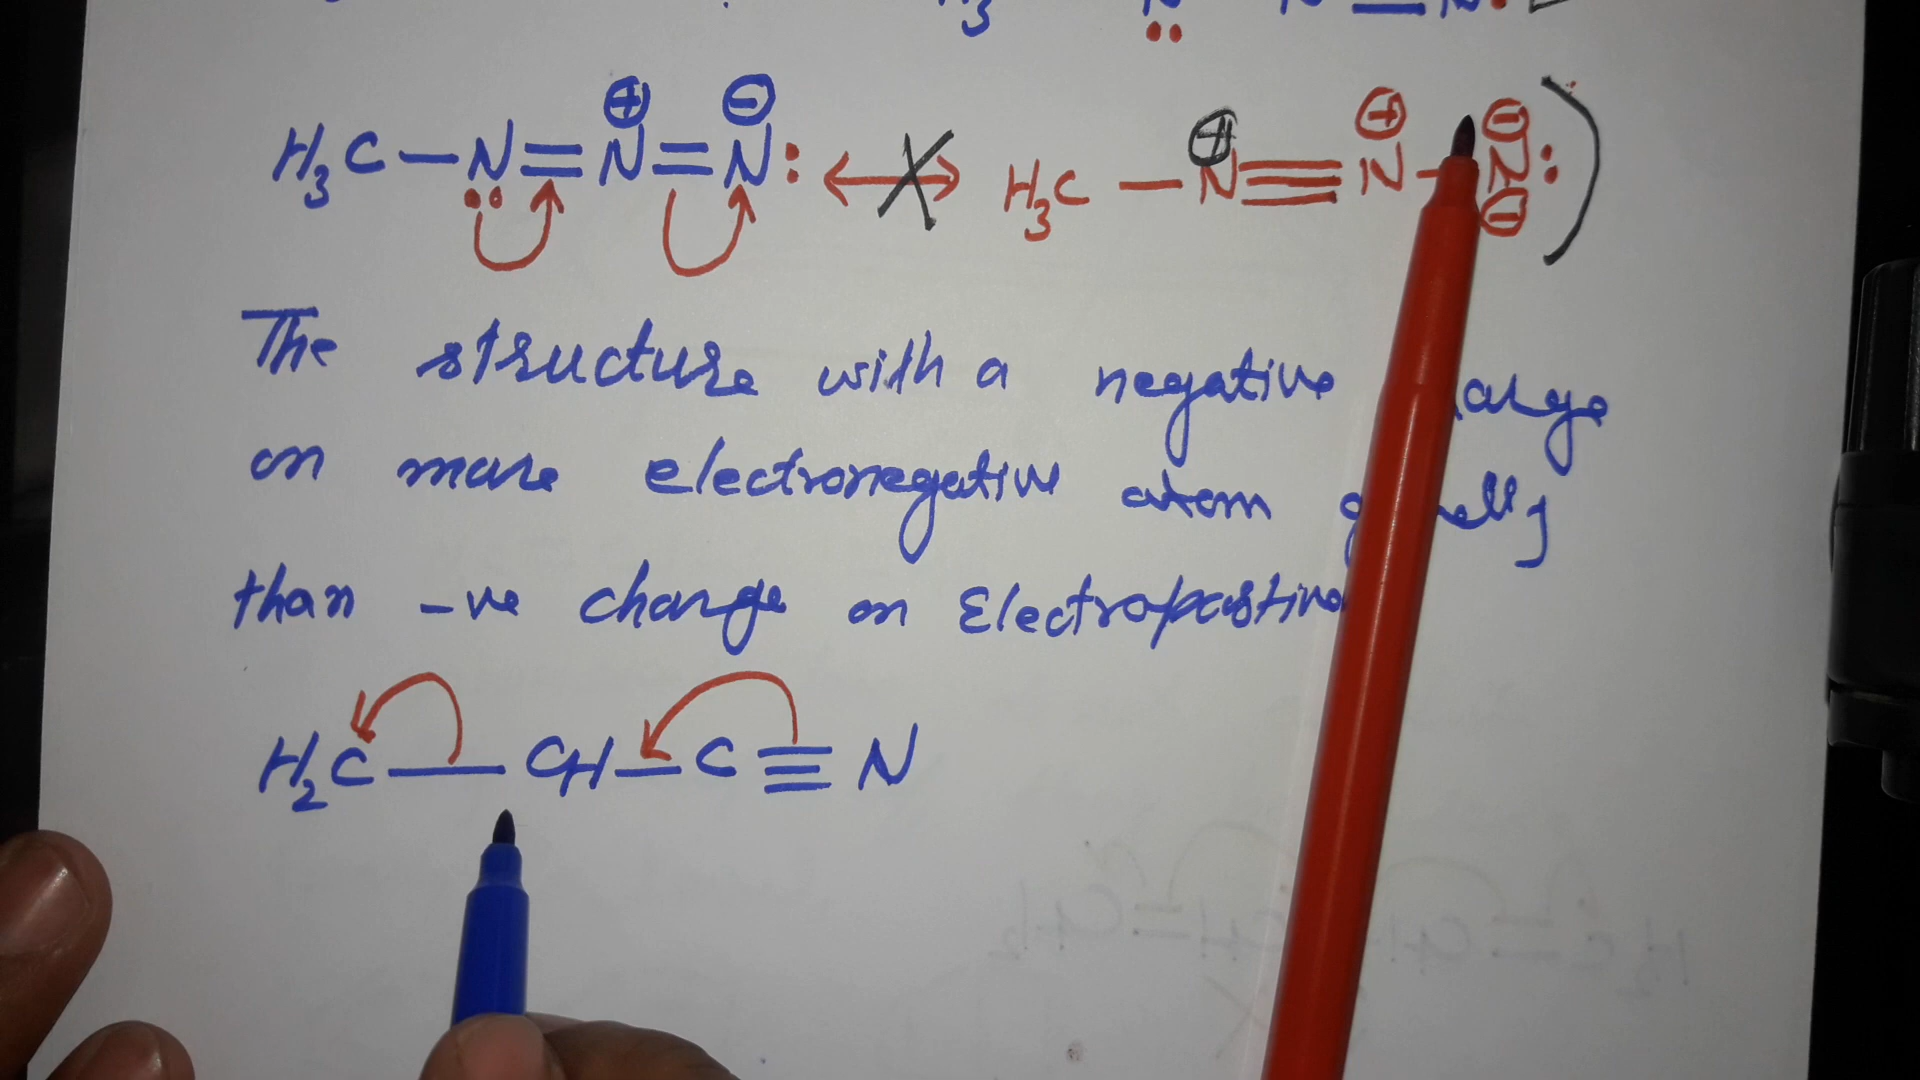 H₃C—N̤=N⊕=N⊖: ↔ H₃C—N⊕≡N⊕—N⊖⊖:
The structure with a negative
on more electronegative atom
than -ve charge on Electropositive
H₂C—CH—C≡N